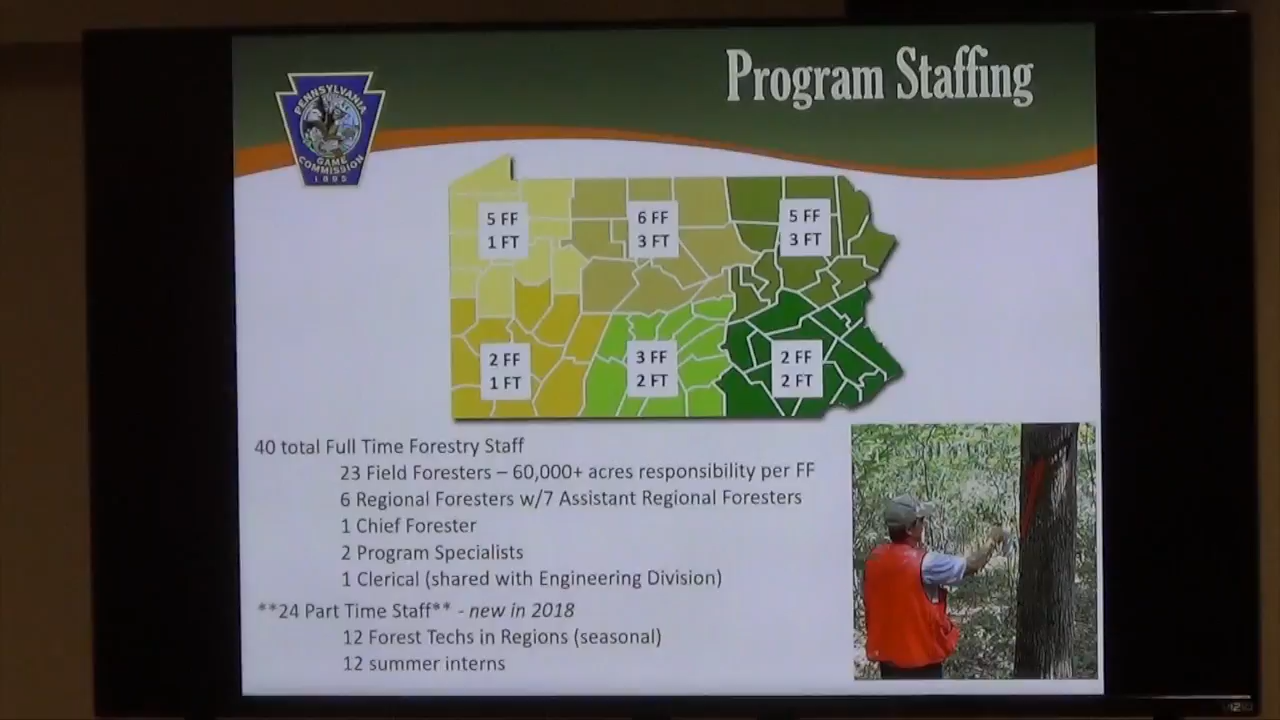 Program Staffing
PENNSYLVANIA
GAME
COMMISSION
1895
5 FF
1 FT
6 FF
3 FT
5 FF
3 FT
2 FF
1 FT
3 FF
2 FT
2 FF
2 FT
40 total Full Time Forestry Staff
23 Field Foresters – 60,000+ acres responsibility per FF
6 Regional Foresters w/7 Assistant Regional Foresters
1 Chief Forester
2 Program Specialists
1 Clerical (shared with Engineering Division)
**24 Part Time Staff** - new in 2018
12 Forest Techs in Regions (seasonal)
12 summer interns